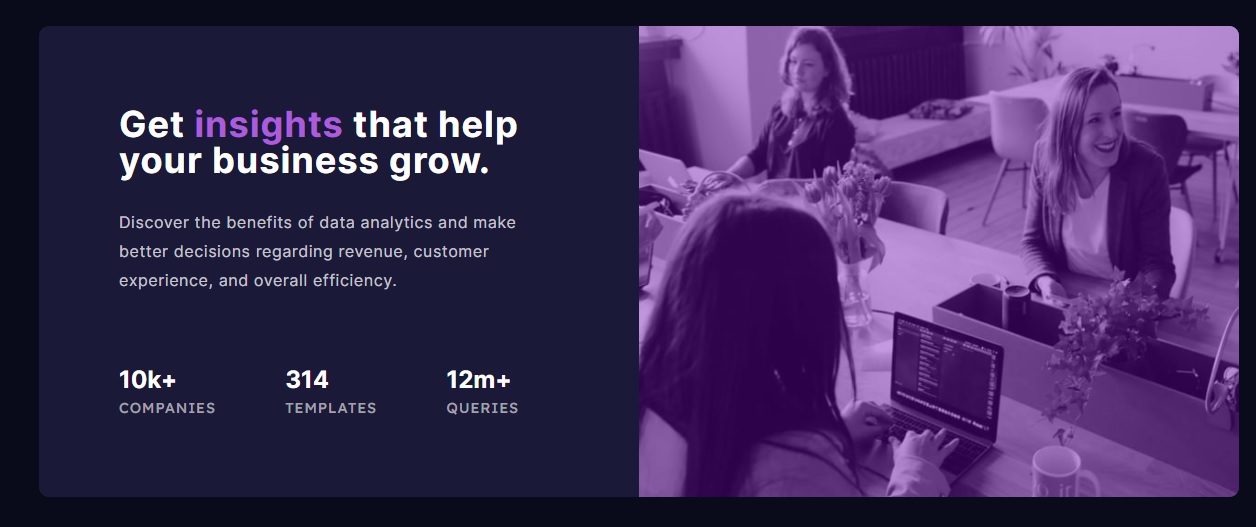 Get insights that help
your business grow.
Discover the benefits of data analytics and make
better decisions regarding revenue, customer
experience, and overall efficiency.
10k+ 314 12m+
COMPANIES TEMPLATES QUERIES